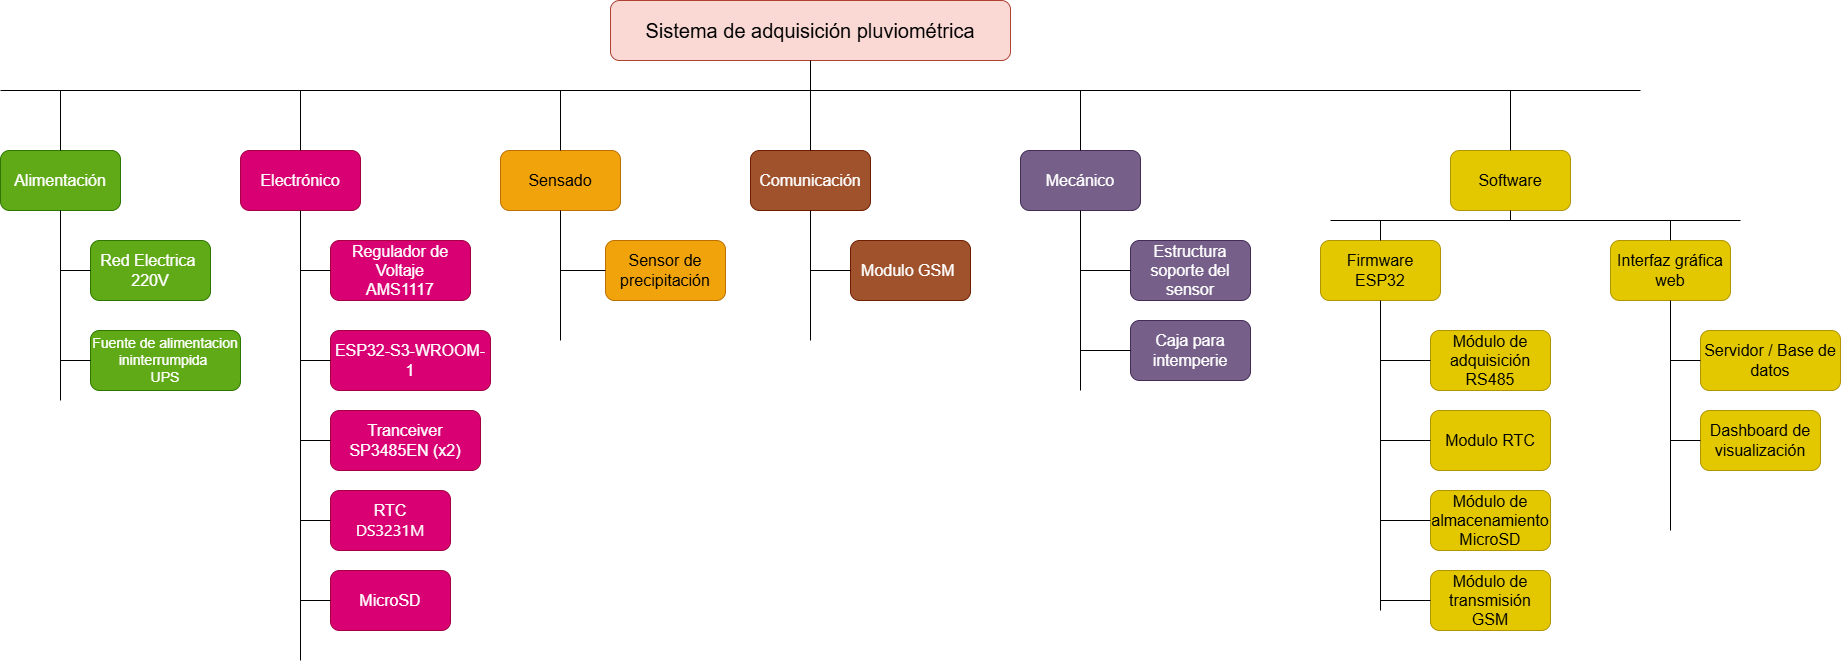 Sistema de adquisición pluviométrica
Alimentación
Electrónico
Sensado
Comunicación
Mecánico
Software
Red Electrica
220V
Fuente de alimentacion
ininterrumpida
UPS
Regulador de
Voltaje
AMS1117
ESP32-S3-WROOM-
1
Tranceiver
SP3485EN (x2)
RTC
DS3231M
MicroSD
Sensor de
precipitación
Modulo GSM
Estructura
soporte del
sensor
Caja para
intemperie
Firmware
ESP32
Módulo de
adquisición
RS485
Modulo RTC
Módulo de
almacenamiento
MicroSD
Módulo de
transmisión
GSM
Interfaz gráfica
web
Servidor / Base de
datos
Dashboard de
visualización